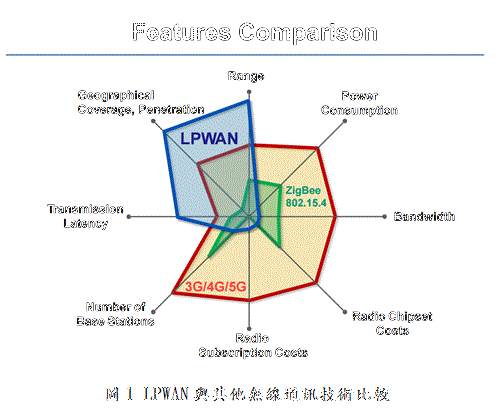 Features Comparison
Range
Geographical
Coverage, Penetration
Power
Consumption
LPWAN
ZigBee
802.15.4
Transmission
Latency
Bandwidth
3G/4G/5G
Number of
Base Stations
Radio Chipset
Costs
Radio
Subscription Costs
圖 1 LPWAN 與其他無線通訊技術比較